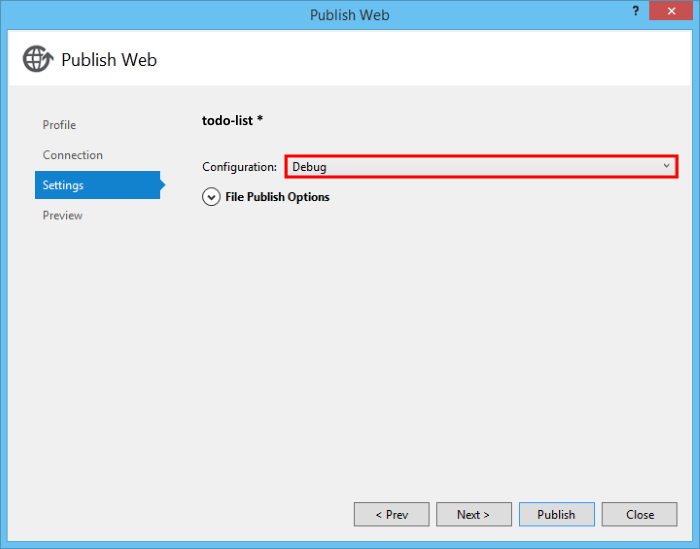 Publish Web
?
Publish Web
Profile
Connection
Settings
Preview
todo-list *
Configuration: Debug
File Publish Options
< Prev
Next >
Publish
Close